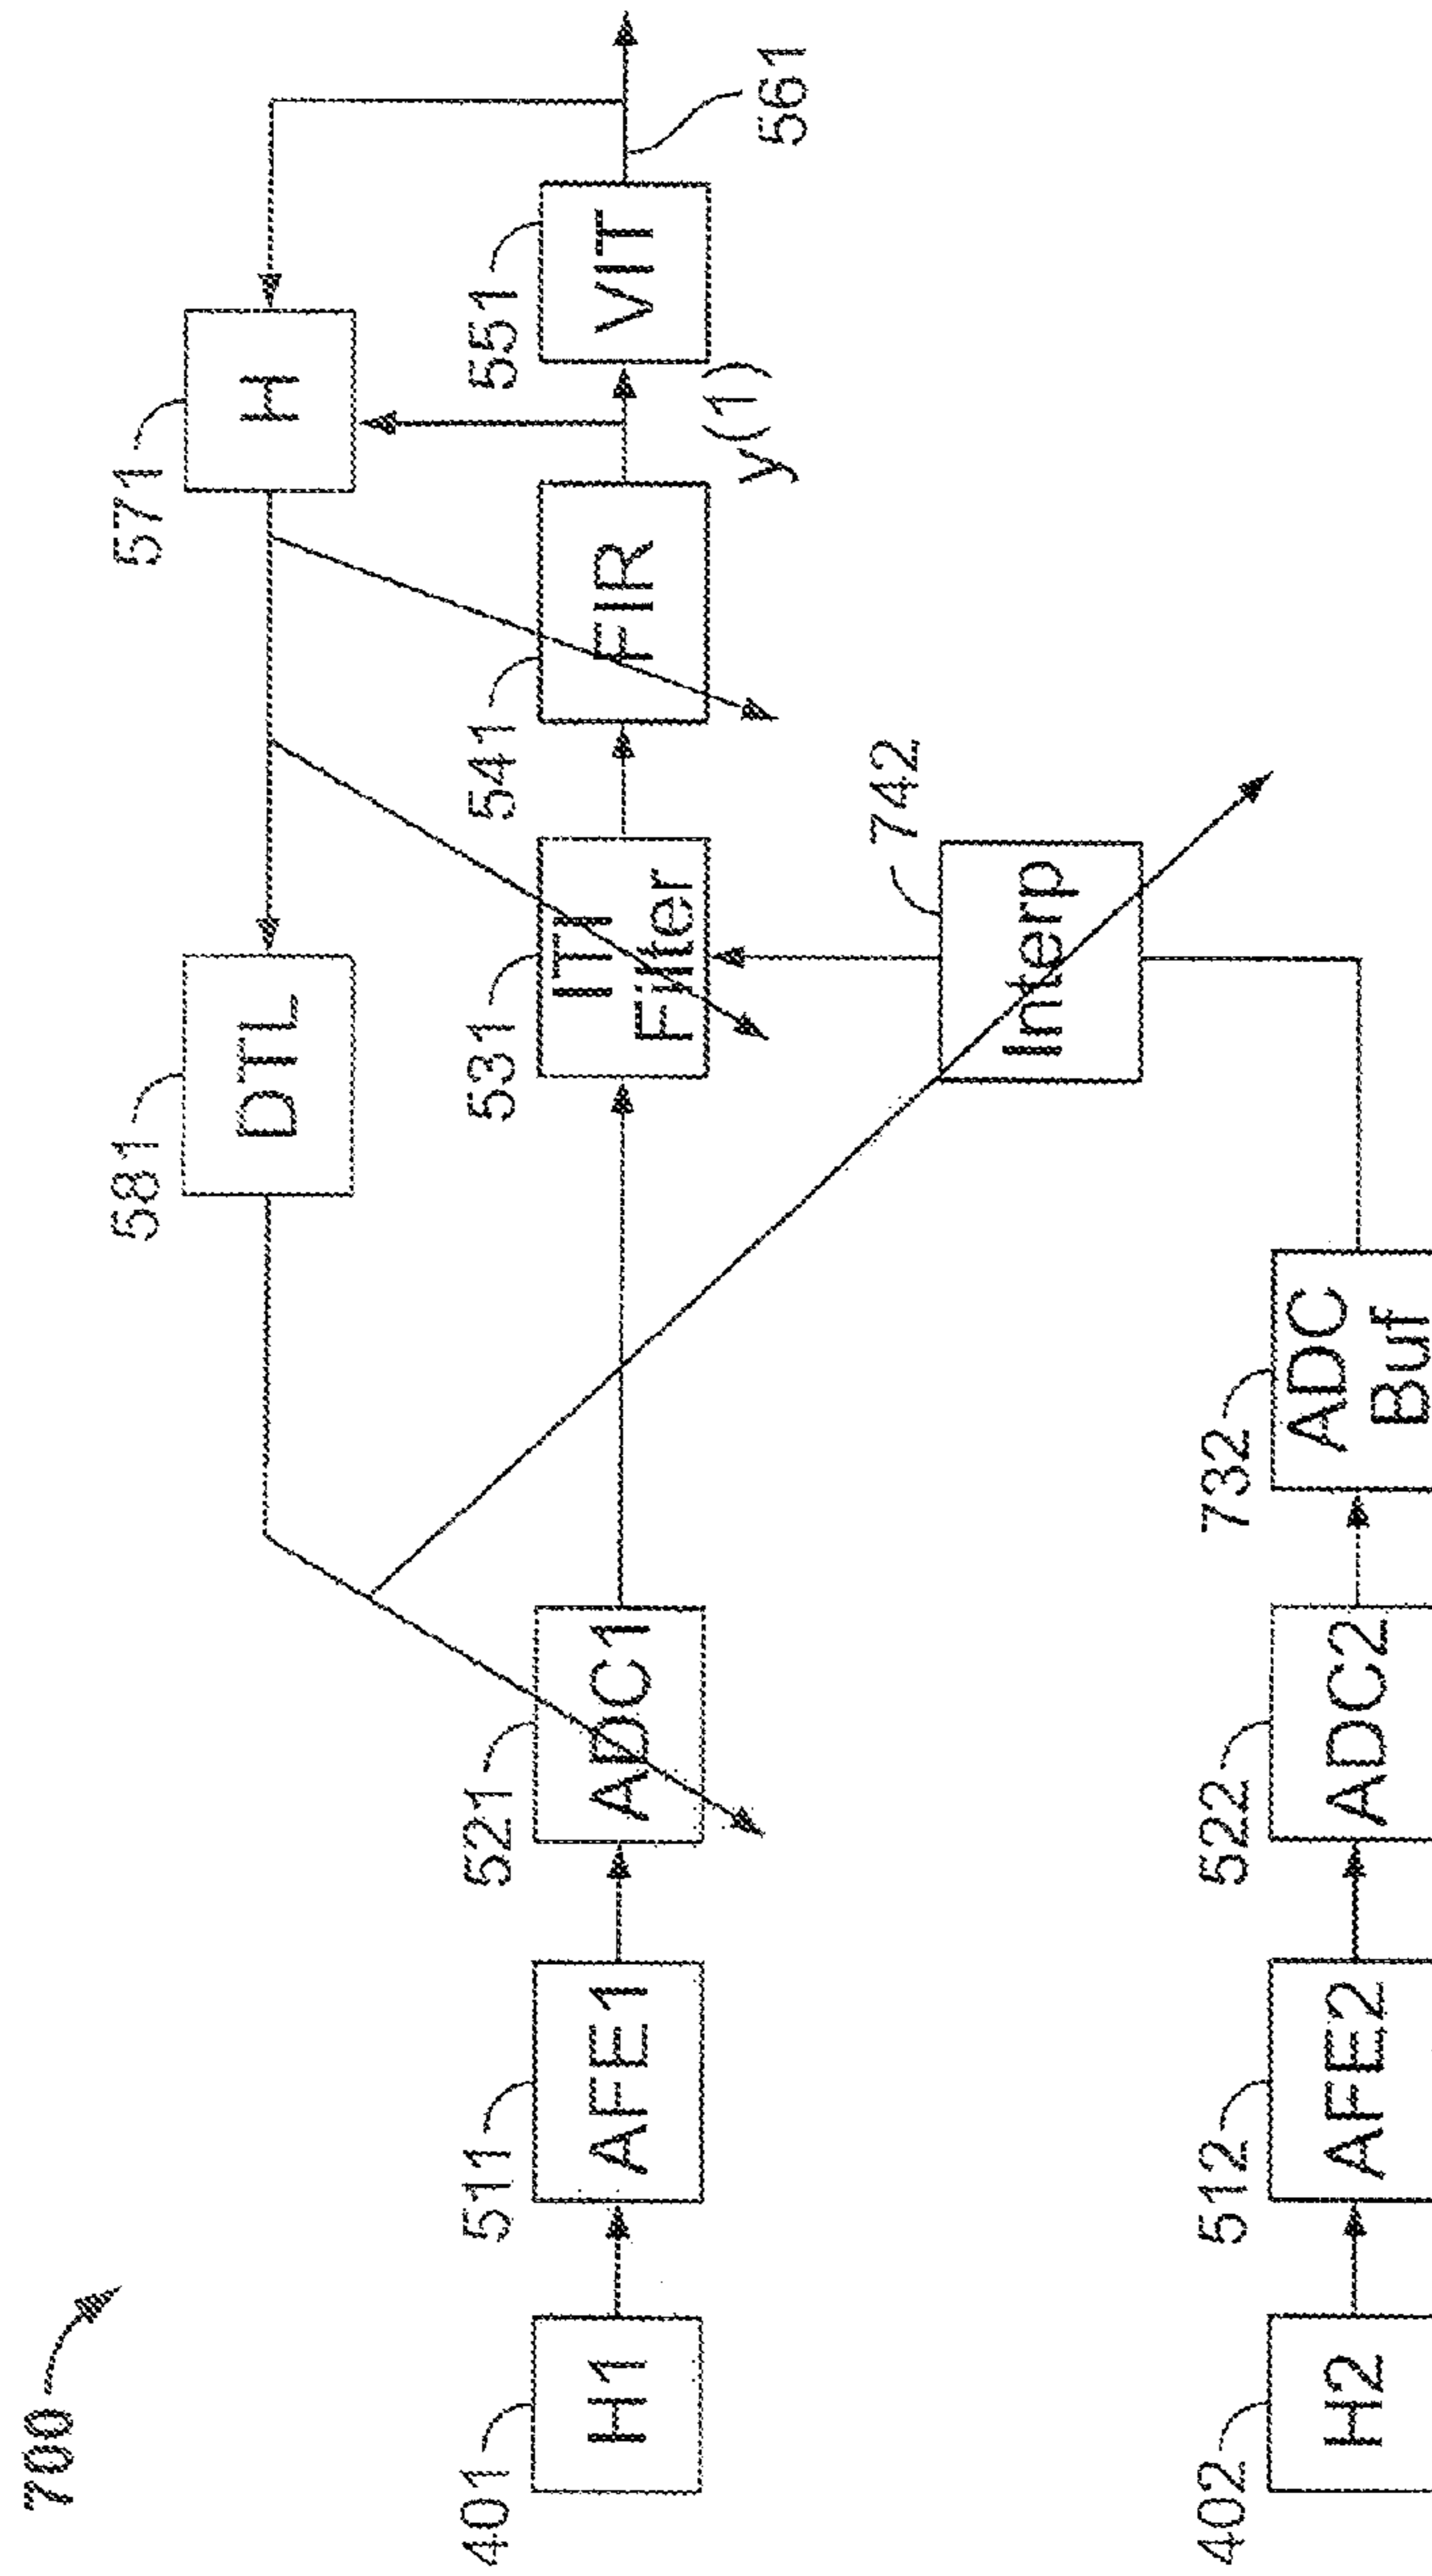 700
571
H
581
DTL
401
H1
511
AFE1
521
ADC1
531
ITI
Filter
541
FIR
y(1)
551
VIT
561
742
Interp
402
H2
512
AFE2
522
ADC2
732
ADC
Buf